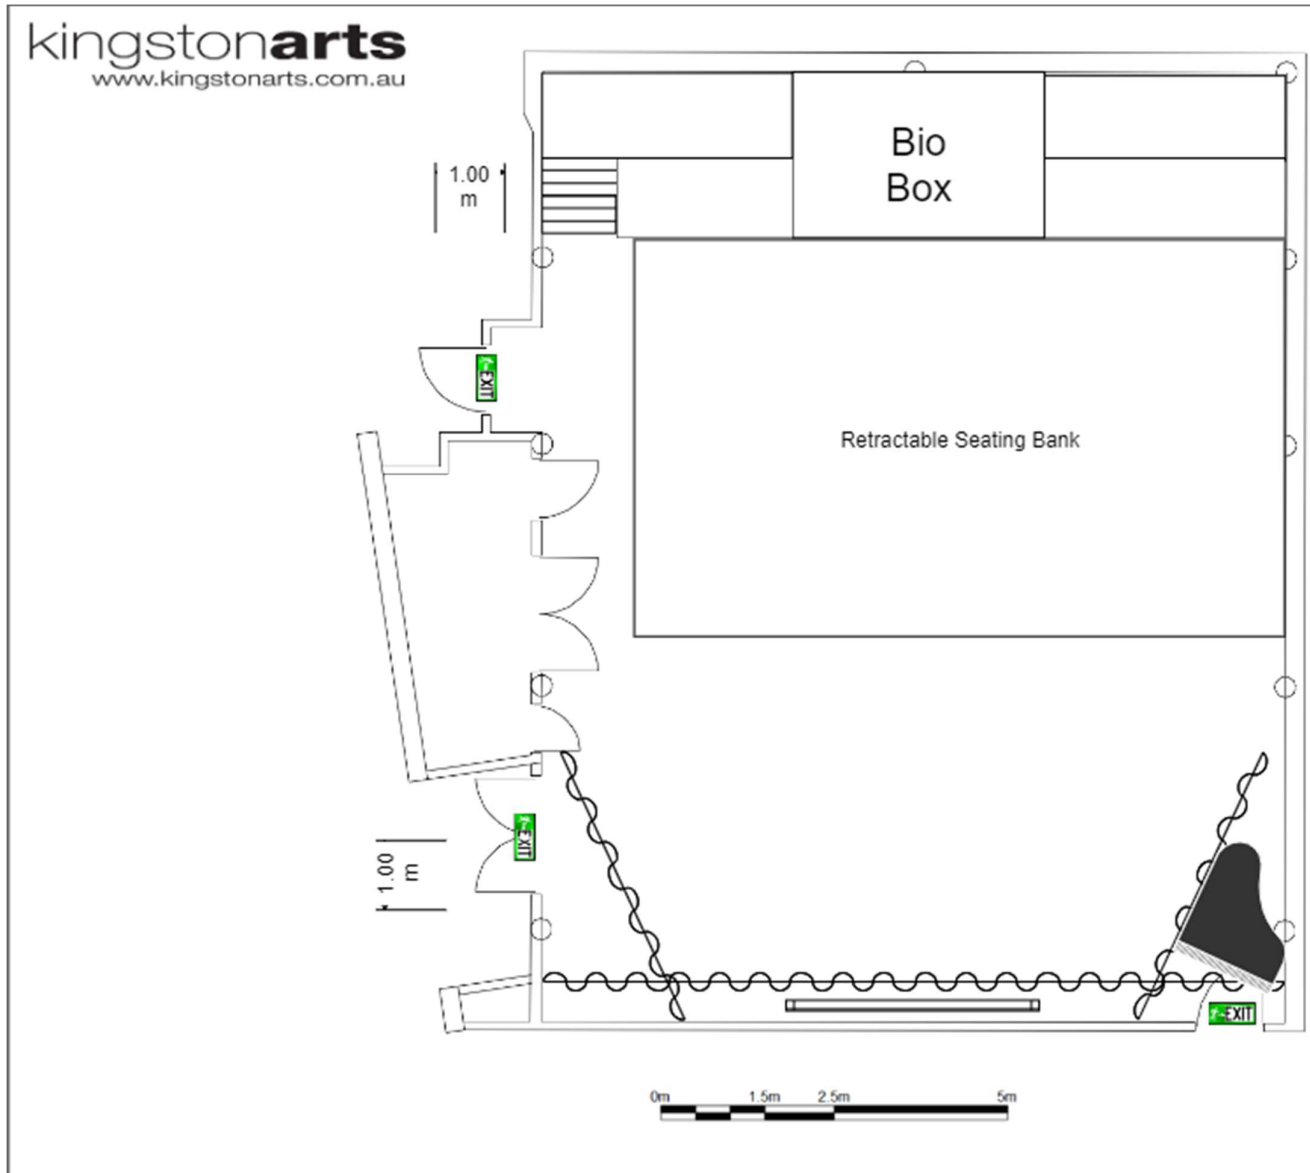 kingstonarts
www.kingstonarts.com.au
Bio
Box
1.00
m
EXIT
Retractable Seating Bank
EXIT
1.00
m
EXIT
0m 1.5m 2.5m 5m